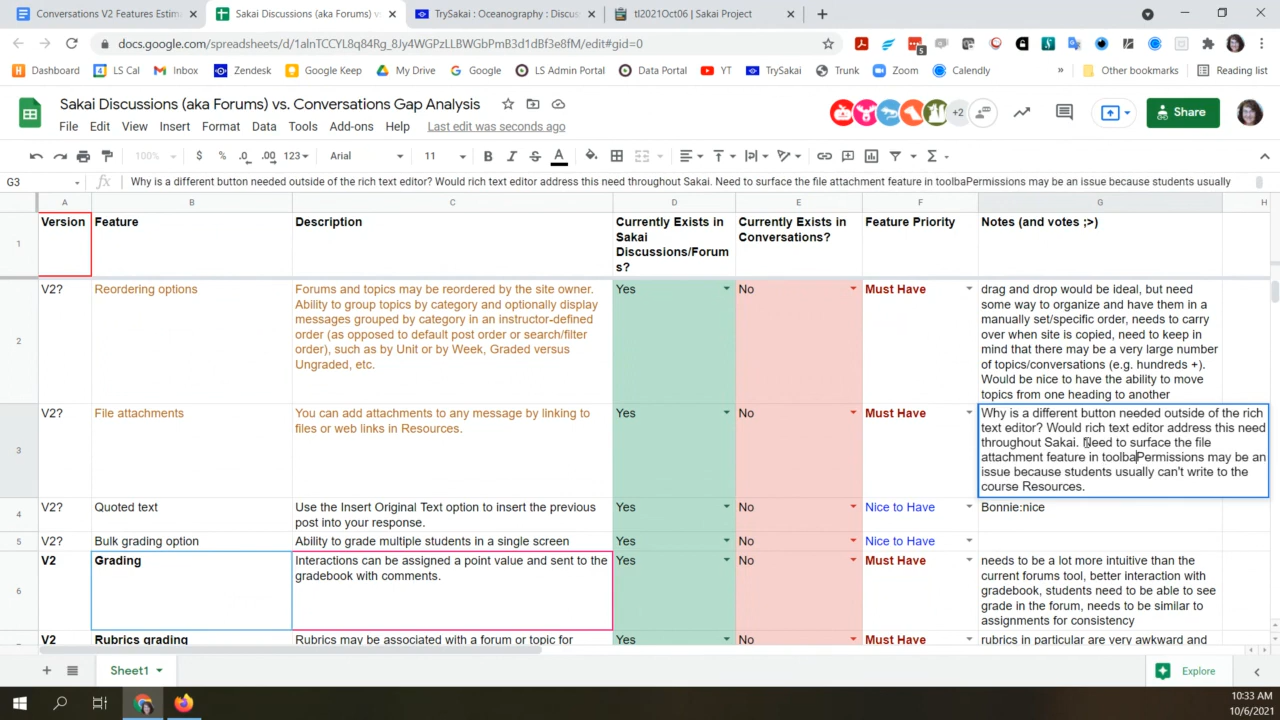 Conversations V2 Features Estim
Sakai Discussions (aka Forums) v
TrySakai : Oceanography : Discus
tl2021Oct06 | Sakai Project
docs.google.com/spreadsheets/d/1alnTCCYL8q84Rg_8Jy4WGPzLLBWGbPmB3d1dBf3e8fM/edit#gid=0
5
Dashboard
LS Cal
Inbox
Zendesk
Google Keep
My Drive
Google
LS Admin Portal
Data Portal
YT
TrySakai
Trunk
Zoom
Calendly
»
Other bookmarks
Reading list
Sakai Discussions (aka Forums) vs. Conversations Gap Analysis
+2
Share
File Edit View Insert Format Data Tools Add-ons Help Last edit was seconds ago
100% $ % .0 .00 123 Arial 11 B I S A Σ
G3 fx Why is a different button needed outside of the rich text editor? Would rich text editor address this need throughout Sakai. Need to surface the file attachment feature in toolbaPermissions may be an issue because students usually
A B C D E F G H
1 Version Feature Description Currently Exists in Sakai Discussions/Forums? Currently Exists in Conversations? Feature Priority Notes (and votes ;>)
2
V2? Reordering options
Forums and topics may be reordered by the site owner.
Ability to group topics by category and optionally display
messages grouped by category in an instructor-defined
order (as opposed to default post order or search/filter
order), such as by Unit or by Week, Graded versus
Ungraded, etc.
Yes No Must Have
drag and drop would be ideal, but need
some way to organize and have them in a
manually set/specific order, needs to carry
over when site is copied, need to keep in
mind that there may be a very large number
of topics/conversations (e.g. hundreds +).
Would be nice to have the ability to move
topics from one heading to another
3
V2? File attachments
You can add attachments to any message by linking to
files or web links in Resources.
Yes No Must Have
Why is a different button needed outside of the rich
text editor? Would rich text editor address this need
throughout Sakai. Need to surface the file
attachment feature in toolbaPermissions may be an
issue because students usually can't write to the
course Resources.
4
V2? Quoted text
Use the Insert Original Text option to insert the previous
post into your response.
Yes No Nice to Have Bonnie:nice
5
V2? Bulk grading option Ability to grade multiple students in a single screen Yes No Nice to Have
6
V2 Grading
Interactions can be assigned a point value and sent to the
gradebook with comments.
Yes No Must Have
needs to be a lot more intuitive than the
current forums tool, better interaction with
gradebook, students need to be able to see
grade in the forum, needs to be similar to
assignments for consistency
V2 Rubrics grading Rubrics may be associated with a forum or topic for Yes No Must Have rubrics in particular are very awkward and
Sheet1
Explore
10:33 AM
10/6/2021